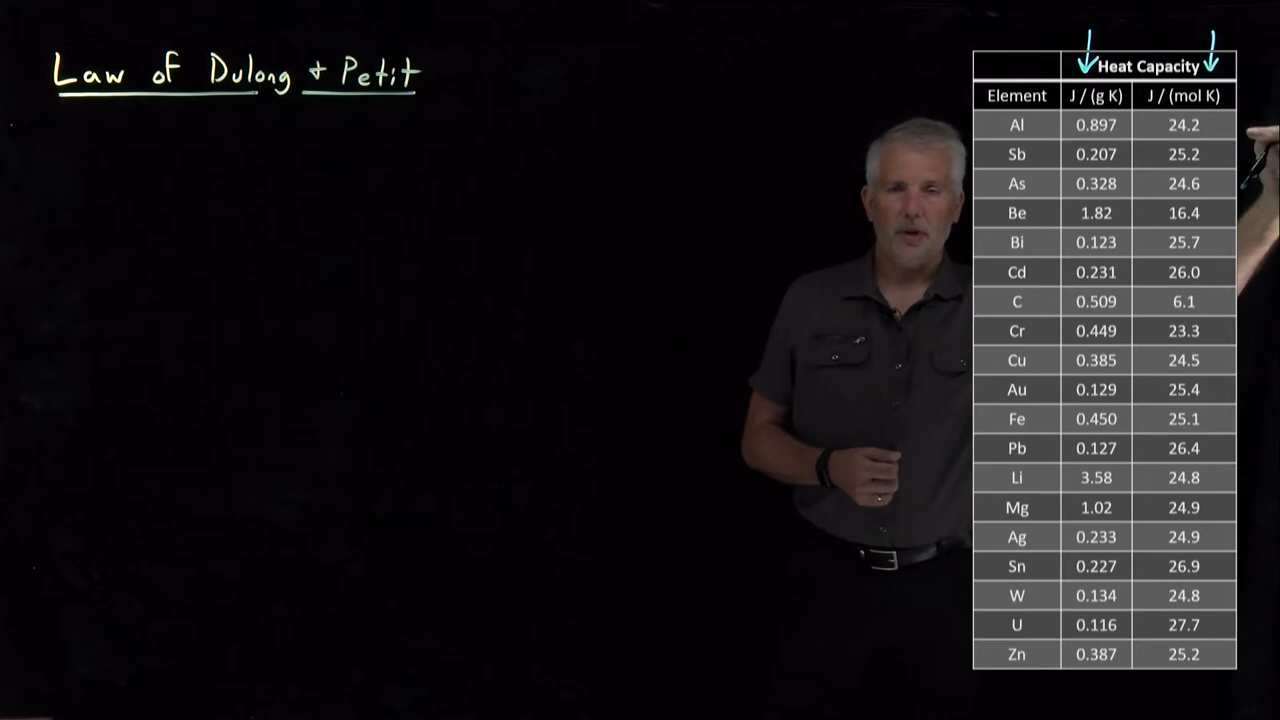 Law of Dulong + Petit
Heat Capacity
Element J / (g K) J / (mol K)
Al 0.897 24.2
Sb 0.207 25.2
As 0.328 24.6
Be 1.82 16.4
Bi 0.123 25.7
Cd 0.231 26.0
C 0.509 6.1
Cr 0.449 23.3
Cu 0.385 24.5
Au 0.129 25.4
Fe 0.450 25.1
Pb 0.127 26.4
Li 3.58 24.8
Mg 1.02 24.9
Ag 0.233 24.9
Sn 0.227 26.9
W 0.134 24.8
U 0.116 27.7
Zn 0.387 25.2